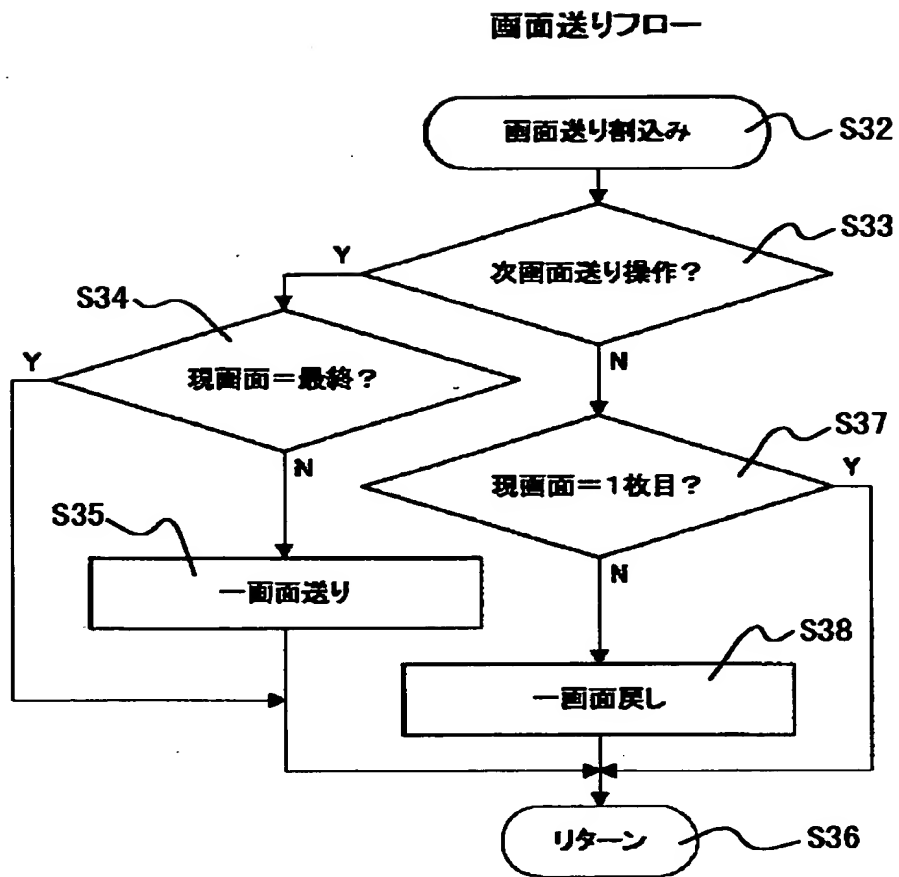 画面送りフロー
画面送り割込み
S32
S33
次画面送り操作?
Y
N
S34
現画面=最終?
Y
N
S37
現画面=1枚目?
Y
N
S35
一画面送り
S38
一画面戻し
リターン
S36